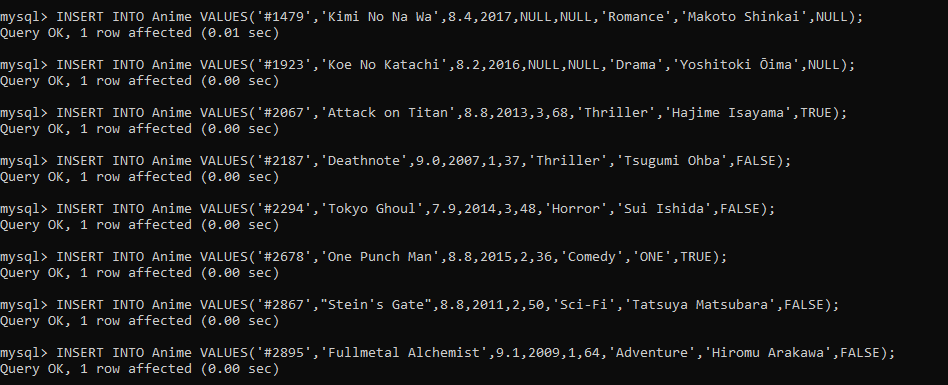 mysql> INSERT INTO Anime VALUES('#1479','Kimi No Na Wa',8.4,2017,NULL,NULL,'Romance','Makoto Shinkai',NULL);
Query OK, 1 row affected (0.01 sec)
mysql> INSERT INTO Anime VALUES('#1923','Koe No Katachi',8.2,2016,NULL,NULL,'Drama','Yoshitoki Ōima',NULL);
Query OK, 1 row affected (0.00 sec)
mysql> INSERT INTO Anime VALUES('#2067','Attack on Titan',8.8,2013,3,68,'Thriller','Hajime Isayama',TRUE);
Query OK, 1 row affected (0.00 sec)
mysql> INSERT INTO Anime VALUES('#2187','Deathnote',9.0,2007,1,37,'Thriller','Tsugumi Ohba',FALSE);
Query OK, 1 row affected (0.00 sec)
mysql> INSERT INTO Anime VALUES('#2294','Tokyo Ghoul',7.9,2014,3,48,'Horror','Sui Ishida',FALSE);
Query OK, 1 row affected (0.00 sec)
mysql> INSERT INTO Anime VALUES('#2678','One Punch Man',8.8,2015,2,36,'Comedy','ONE',TRUE);
Query OK, 1 row affected (0.00 sec)
mysql> INSERT INTO Anime VALUES('#2867',"Stein's Gate",8.8,2011,2,50,'Sci-Fi','Tatsuya Matsubara',FALSE);
Query OK, 1 row affected (0.00 sec)
mysql> INSERT INTO Anime VALUES('#2895','Fullmetal Alchemist',9.1,2009,1,64,'Adventure','Hiromu Arakawa',FALSE);
Query OK, 1 row affected (0.00 sec)